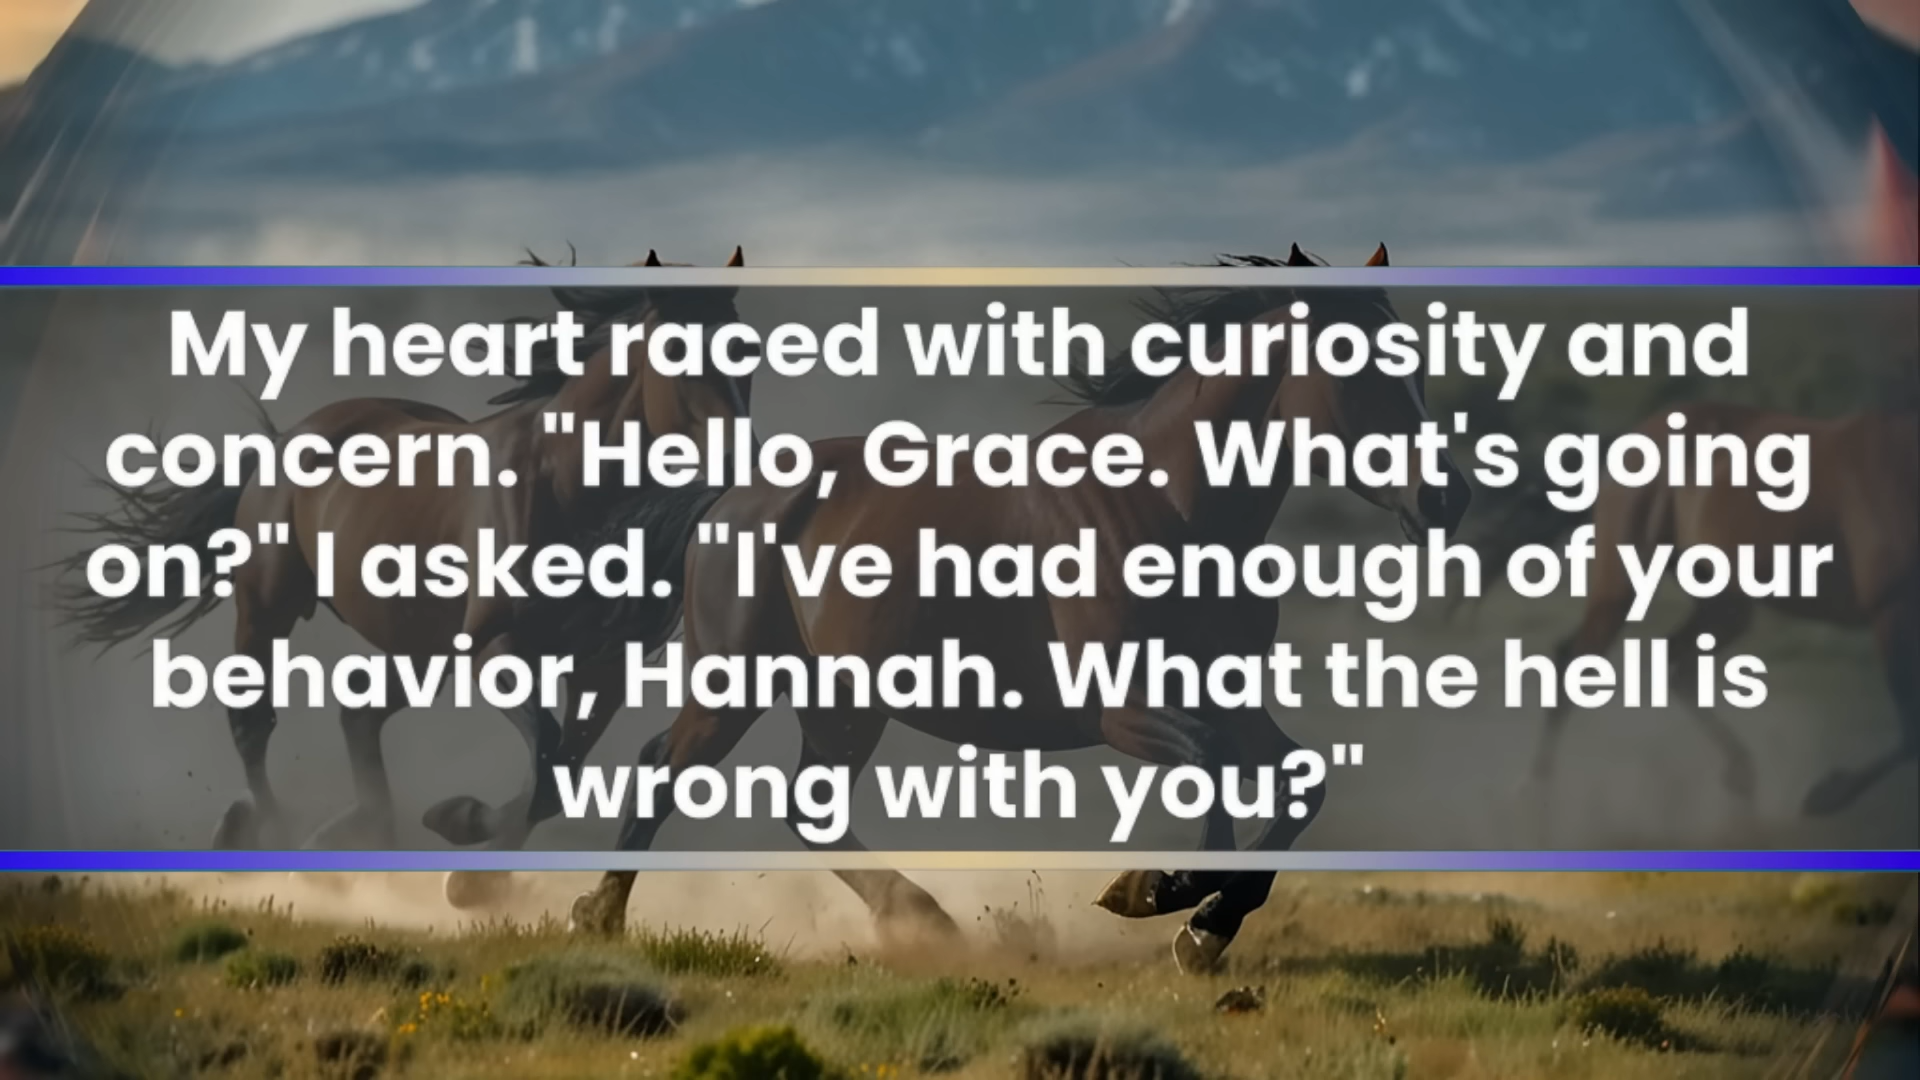 My heart raced with curiosity and
concern. "Hello, Grace. What's going
on?" I asked. "I've had enough of your
behavior, Hannah. What the hell is
wrong with you?"